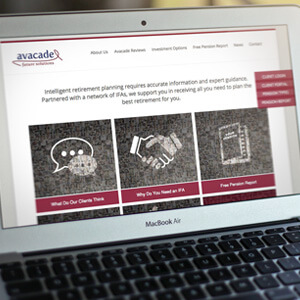 avacade
future solutions
About Us Avacade Reviews Investment Options Free Pension Report News Contact
CLIENT LOGIN
CLIENT PORTAL
PENSION TYPES
PENSION REPORT
Intelligent retirement planning requires accurate information and expert guidance.
Partnered with a network of IFAs, we support you in receiving all you need to plan the
best retirement for you.
What Do Our Clients Think Why Do You Need an IFA Free Pension Report
MacBook Air